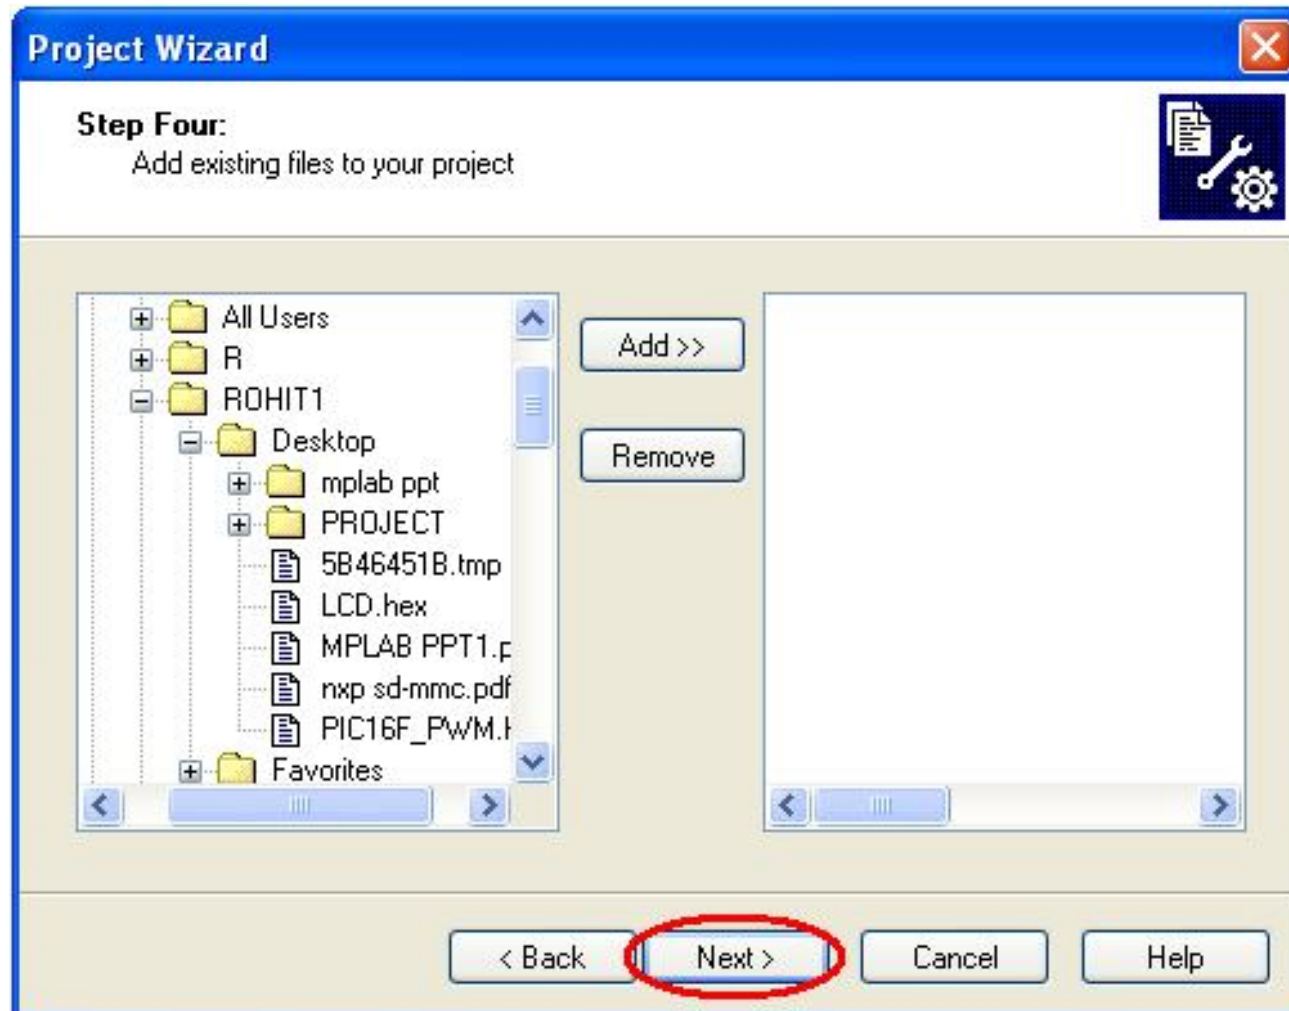 Project Wizard
Step Four:
Add existing files to your project
All Users
R
ROHIT1
Desktop
mplab ppt
PROJECT
5B46451B.tmp
LCD.hex
MPLAB PPT1.p
nxp sd-mmc.pdf
PIC16F_PWM.
Favorites
Add >>
Remove
< Back
Next >
Cancel
Help